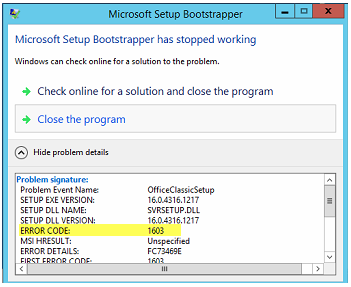 Microsoft Setup Bootstrapper
Microsoft Setup Bootstrapper has stopped working
Windows can check online for a solution to the problem.
Check online for a solution and close the program
Close the program
Hide problem details
Problem signature:
Problem Event Name: OfficeClassicSetup
SETUP EXE VERSION: 16.0.4316.1217
SETUP DLL NAME: SVRSETUP.DLL
SETUP DLL VERSION: 16.0.4316.1217
ERROR CODE: 1603
MSI HRESULT: Unspecified
ERROR DETAILS: FC73469E
FIRST ERROR CODE: 1603